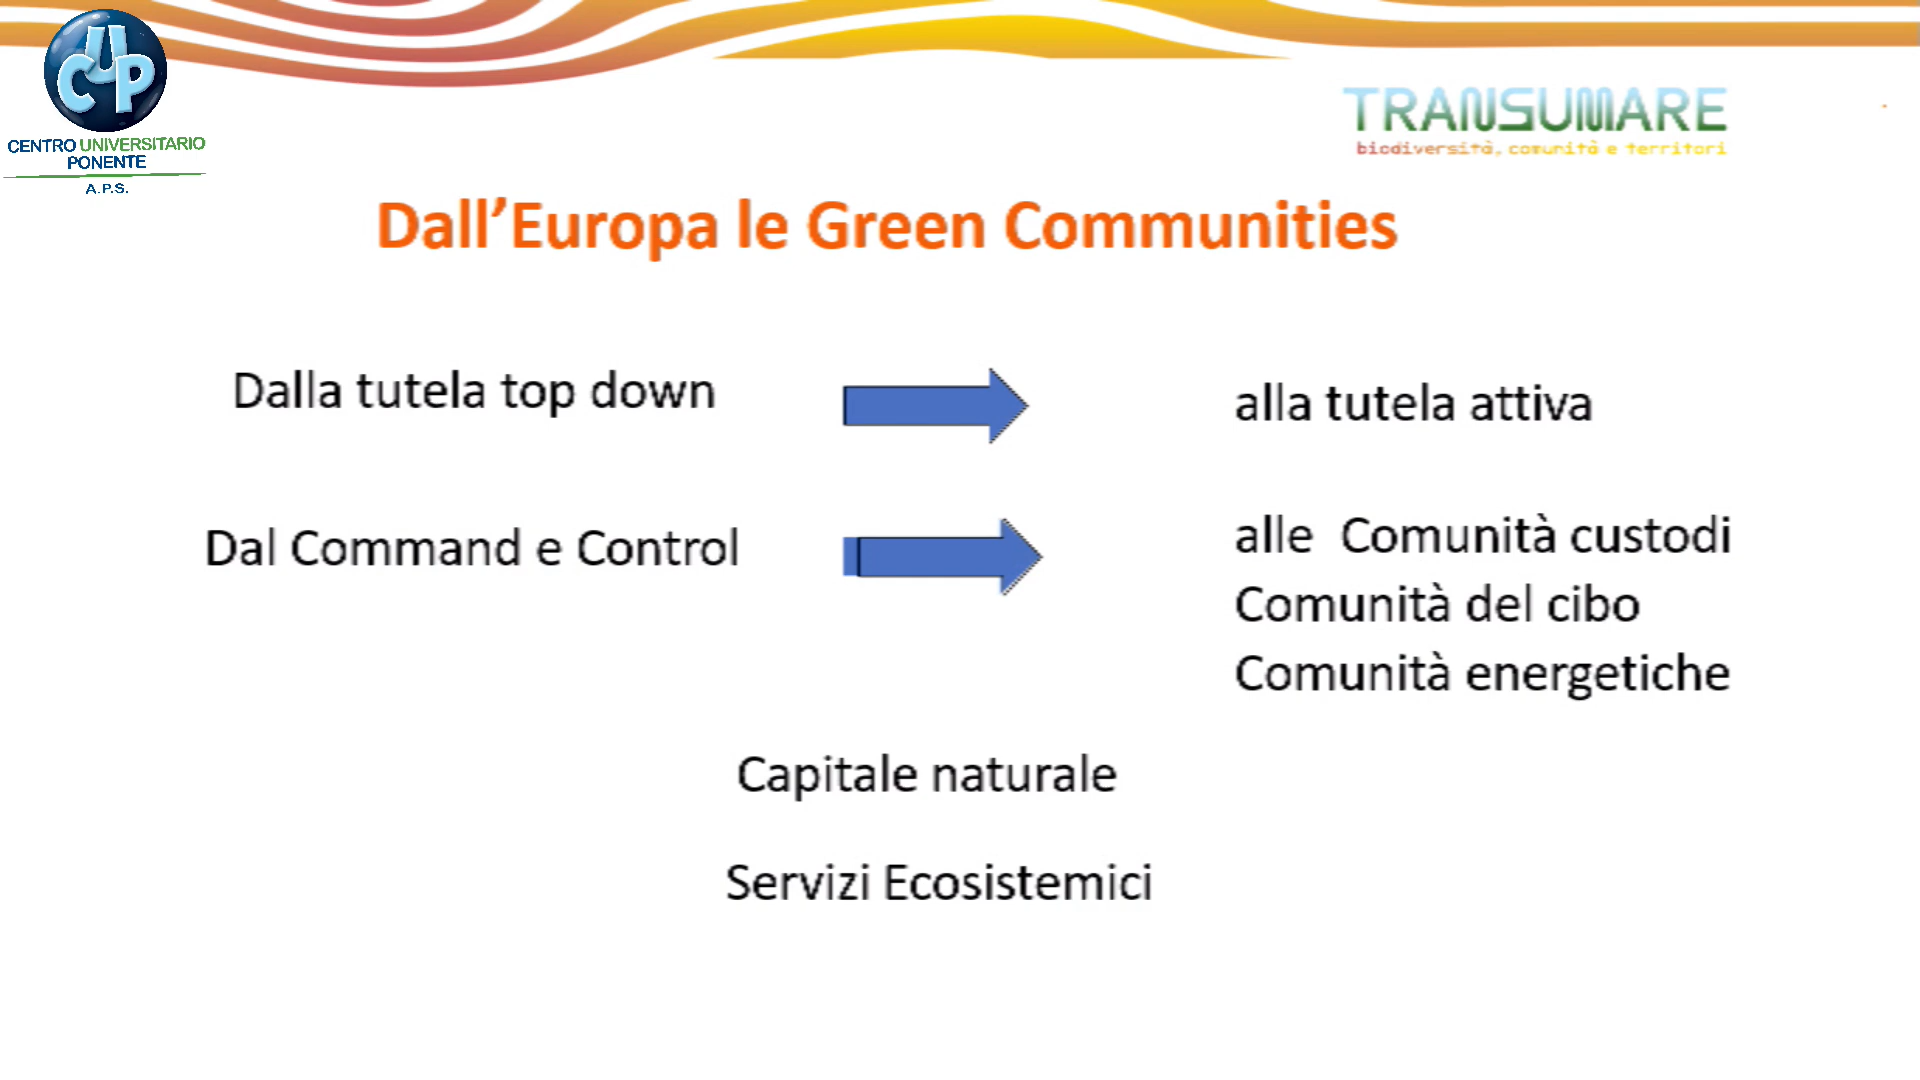 CUP
CENTRO UNIVERSITARIO
PONENTE
A.P.S.
TRANSUMARE
biodiversità, comunità e territori
Dall’Europa le Green Communities
Dalla tutela top down
alla tutela attiva
Dal Command e Control
alle Comunità custodi
Comunità del cibo
Comunità energetiche
Capitale naturale
Servizi Ecosistemici